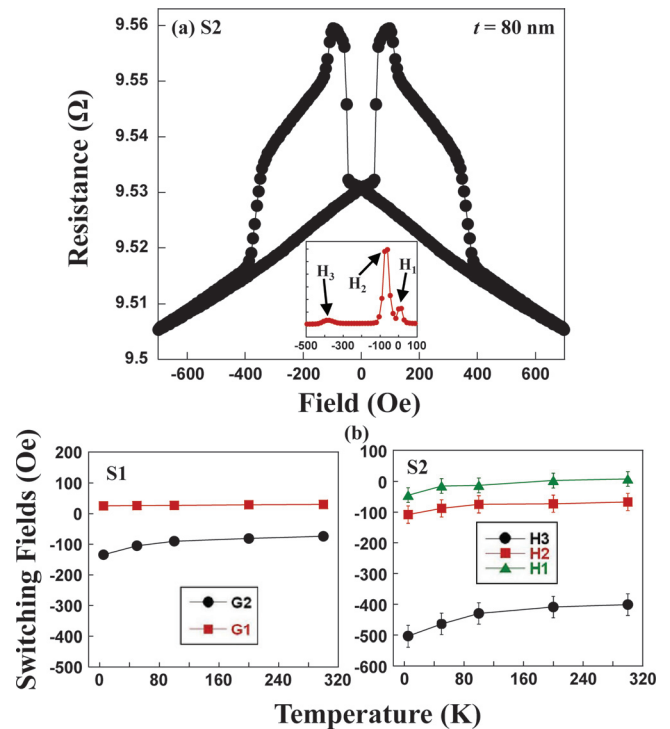 (a) S2
t = 80 nm
9.56
9.55
9.54
9.53
9.52
9.51
9.5
Resistance (Ω)
H3
H2
H1
-500 -300 -100 100
-600 -400 -200 0 200 400 600
Field (Oe)
(b)
S1
200
100
0
-100
-200
-300
-400
-500
G2
G1
0 80 160 240 320
S2
100
0
-100
-200
-300
-400
-500
-600
H3
H2
H1
0 80 160 240 320
Switching Fields (Oe)
Temperature (K)